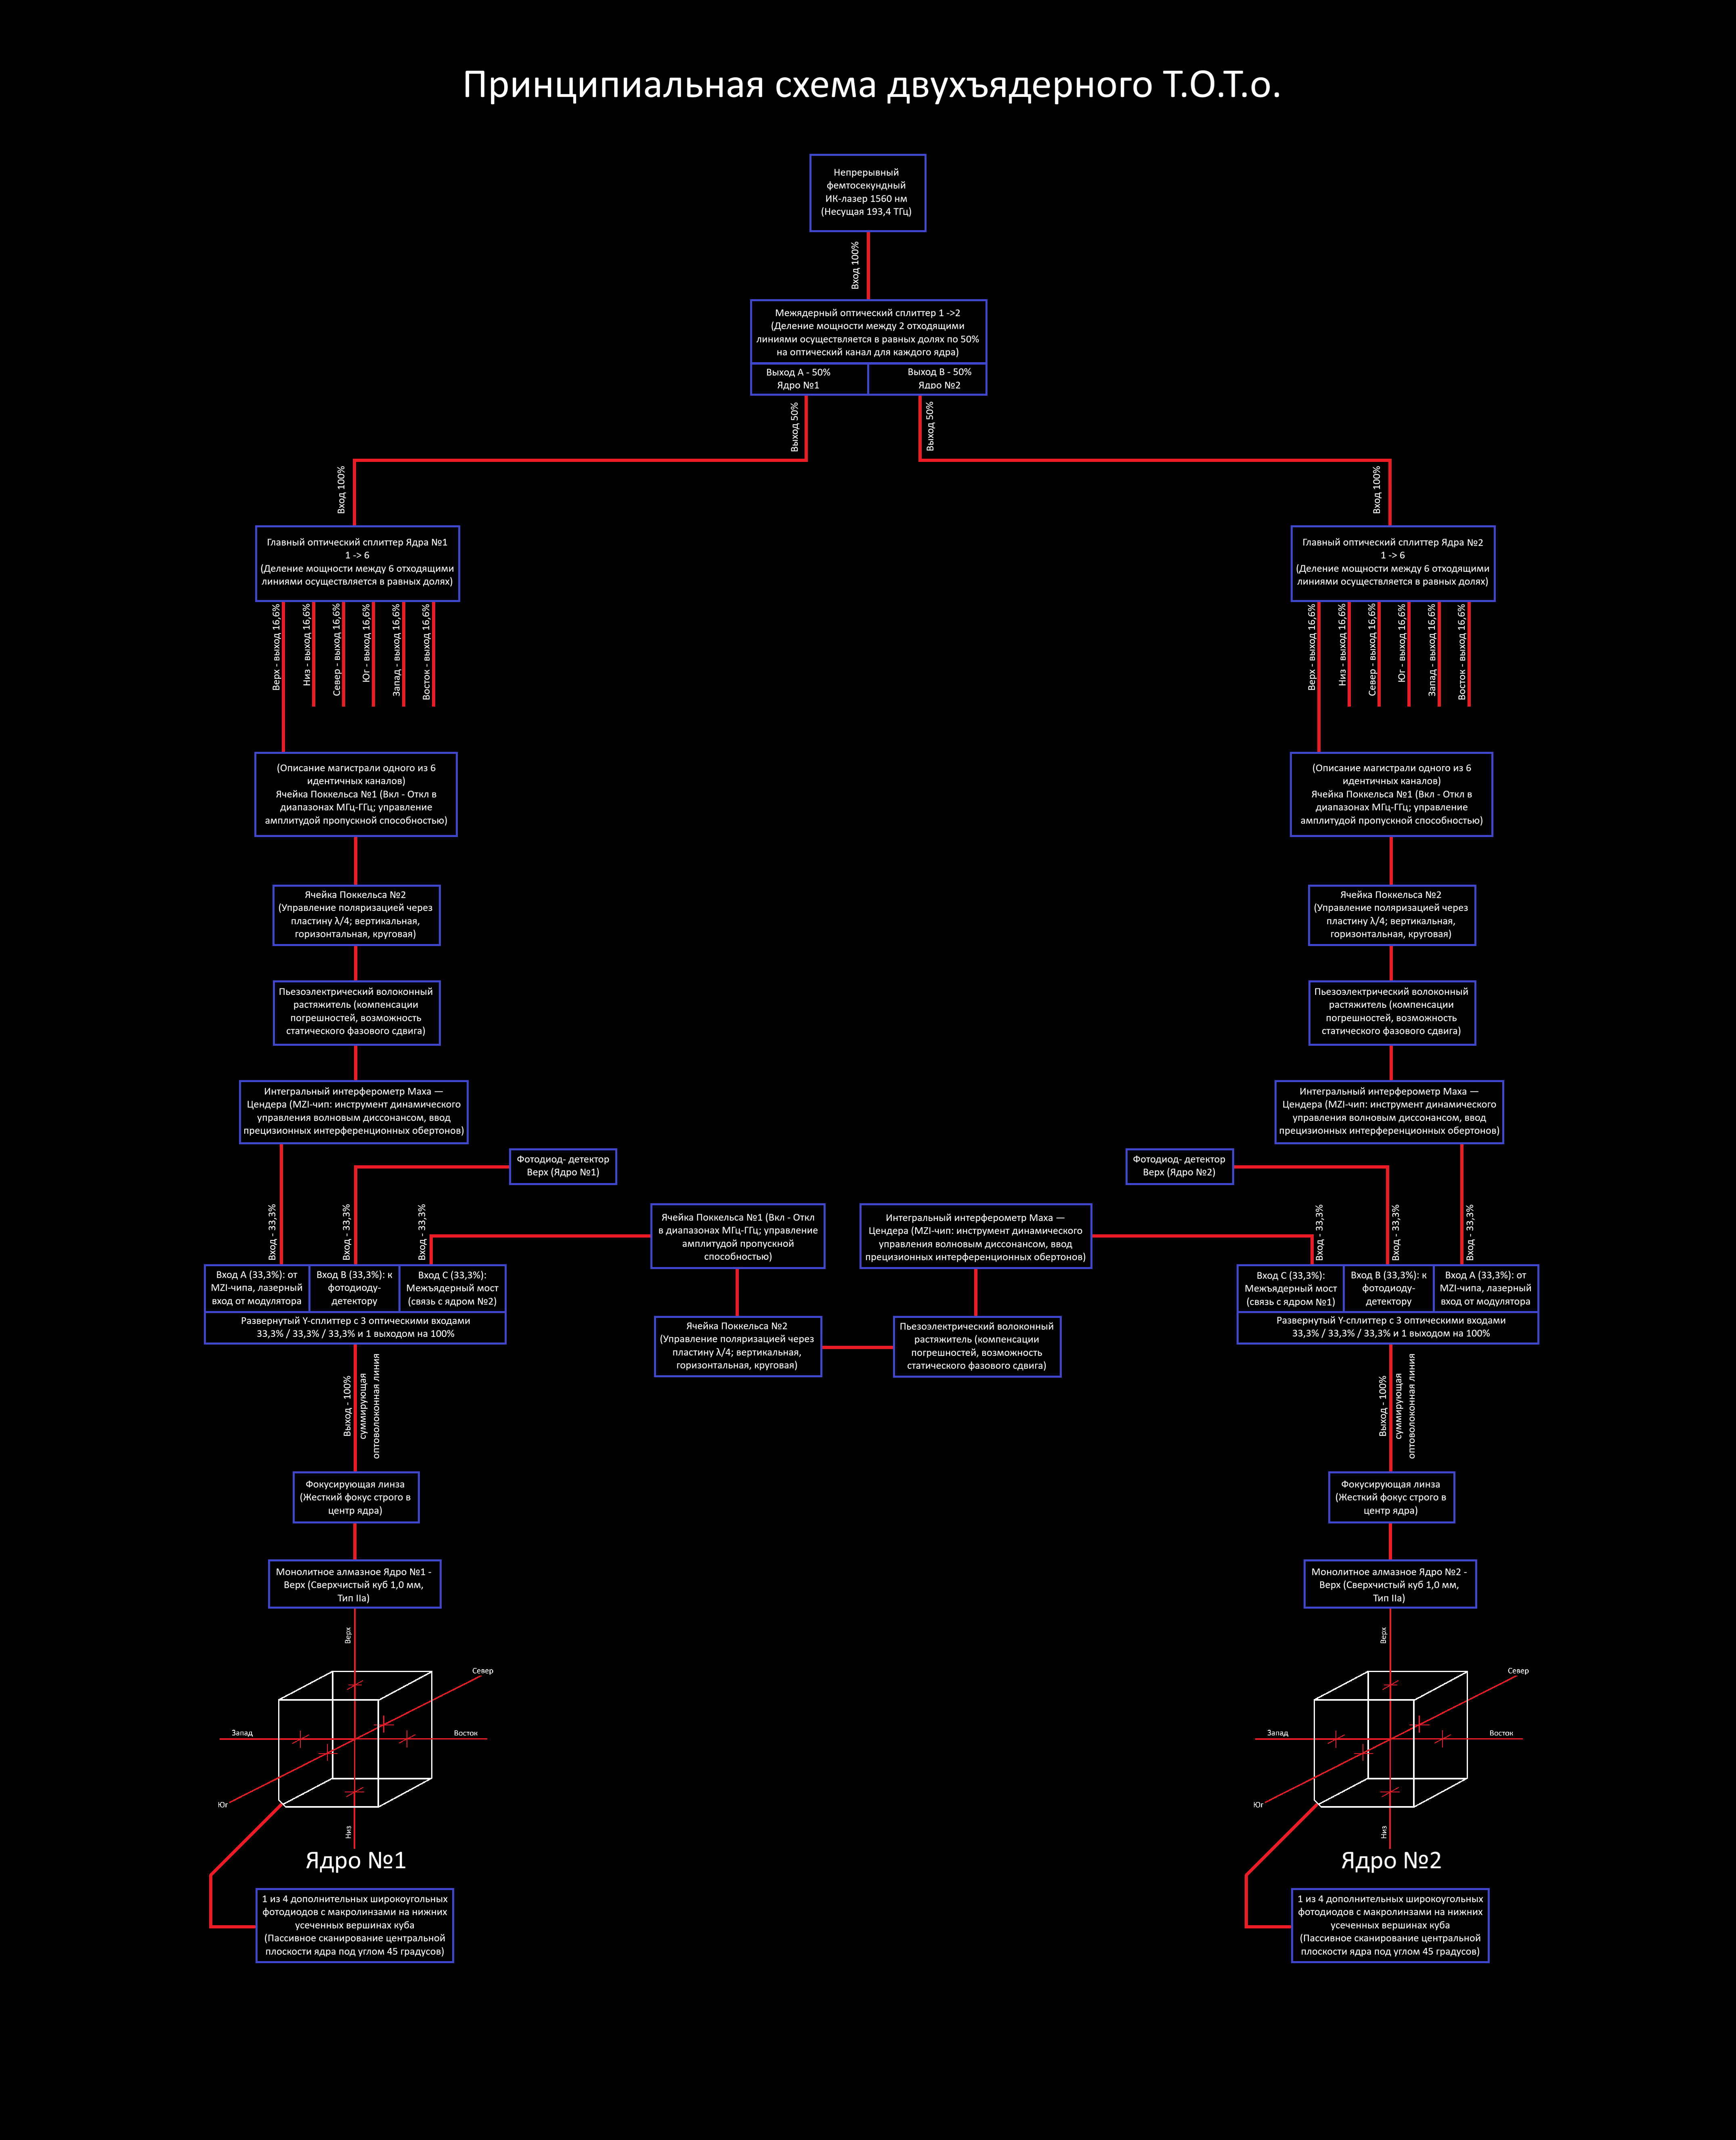 Принципиальная схема двухъядерного Т.О.Т.о.
Непрерывный
фемтосекундный
ИК-лазер 1560 нм
(Несущая 193,4 ТГц)
Вход 100%
Межядерный оптический сплиттер 1 ->2
(Деление мощности между 2 отходящими
линиями осуществляется в равных долях по 50%
на оптический канал для каждого ядра)
Выход А - 50%
Ядро №1
Выход В - 50%
Ядро №2
Выход 50%
Выход 50%
Вход 100%
Вход 100%
Главный оптический сплиттер Ядра №1
1 -> 6
(Деление мощности между 6 отходящими
линиями осуществляется в равных долях)
Главный оптический сплиттер Ядра №2
1 -> 6
(Деление мощности между 6 отходящими
линиями осуществляется в равных долях)
Верх - выход 16,6%
Низ - выход 16,6%
Север - выход 16,6%
Юг - выход 16,6%
Запад - выход 16,6%
Восток - выход 16,6%
Верх - выход 16,6%
Низ - выход 16,6%
Север - выход 16,6%
Юг - выход 16,6%
Запад - выход 16,6%
Восток - выход 16,6%
(Описание магистрали одного из 6
идентичных каналов)
Ячейка Поккельса №1 (Вкл - Откл в
диапазонах МГц-ГГц; управление
амплитудой пропускной способностью)
(Описание магистрали одного из 6
идентичных каналов)
Ячейка Поккельса №1 (Вкл - Откл в
диапазонах МГц-ГГц; управление
амплитудой пропускной способностью)
Ячейка Поккельса №2
(Управление поляризацией через
пластину λ/4; вертикальная,
горизонтальная, круговая)
Ячейка Поккельса №2
(Управление поляризацией через
пластину λ/4; вертикальная,
горизонтальная, круговая)
Пьезоэлектрический волоконный
растяжитель (компенсации
погрешностей, возможность
статического фазового сдвига)
Пьезоэлектрический волоконный
растяжитель (компенсации
погрешностей, возможность
статического фазового сдвига)
Интегральный интерферометр Маха —
Цендера (MZI-чип: инструмент динамического
управления волновым диссонансом, ввод
прецизионных интерференционных обертонов)
Интегральный интерферометр Маха —
Цендера (MZI-чип: инструмент динамического
управления волновым диссонансом, ввод
прецизионных интерференционных обертонов)
Фотодиод- детектор
Верх (Ядро №1)
Фотодиод- детектор
Верх (Ядро №2)
Вход - 33,3%
Вход - 33,3%
Вход - 33,3%
Ячейка Поккельса №1 (Вкл - Откл
в диапазонах МГц-ГГц; управление
амплитудой пропускной
способностью)
Интегральный интерферометр Маха —
Цендера (MZI-чип: инструмент динамического
управления волновым диссонансом, ввод
прецизионных интерференционных обертонов)
Вход - 33,3%
Вход - 33,3%
Вход - 33,3%
Вход А (33,3%): от
MZI-чипа, лазерный
вход от модулятора
Вход В (33,3%): к
фотодиоду-
детектору
Вход С (33,3%):
Межъядерный мост
(связь с ядром №2)
Развернутый Y-сплиттер с 3 оптическими входами
33,3% / 33,3% / 33,3% и 1 выходом на 100%
Вход С (33,3%):
Межъядерный мост
(связь с ядром №1)
Вход В (33,3%): к
фотодиоду-
детектору
Вход А (33,3%): от
MZI-чипа, лазерный
вход от модулятора
Развернутый Y-сплиттер с 3 оптическими входами
33,3% / 33,3% / 33,3% и 1 выходом на 100%
Ячейка Поккельса №2
(Управление поляризацией через
пластину λ/4; вертикальная,
горизонтальная, круговая)
Пьезоэлектрический волоконный
растяжитель (компенсации
погрешностей, возможность
статического фазового сдвига)
Выход - 100%
суммирующая
оптоволоконная линия
Выход - 100%
суммирующая
оптоволоконная линия
Фокусирующая линза
(Жесткий фокус строго в
центр ядра)
Фокусирующая линза
(Жесткий фокус строго в
центр ядра)
Монолитное алмазное Ядро №1 -
Верх (Сверхчистый куб 1,0 мм,
Тип IIa)
Монолитное алмазное Ядро №2 -
Верх (Сверхчистый куб 1,0 мм,
Тип IIa)
Верх
Север
Запад
Восток
Юг
Низ
Верх
Север
Запад
Восток
Юг
Низ
Ядро №1
Ядро №2
1 из 4 дополнительных широкоугольных
фотодиодов с макролинзами на нижних
усеченных вершинах куба
(Пассивное сканирование центральной
плоскости ядра под углом 45 градусов)
1 из 4 дополнительных широкоугольных
фотодиодов с макролинзами на нижних
усеченных вершинах куба
(Пассивное сканирование центральной
плоскости ядра под углом 45 градусов)